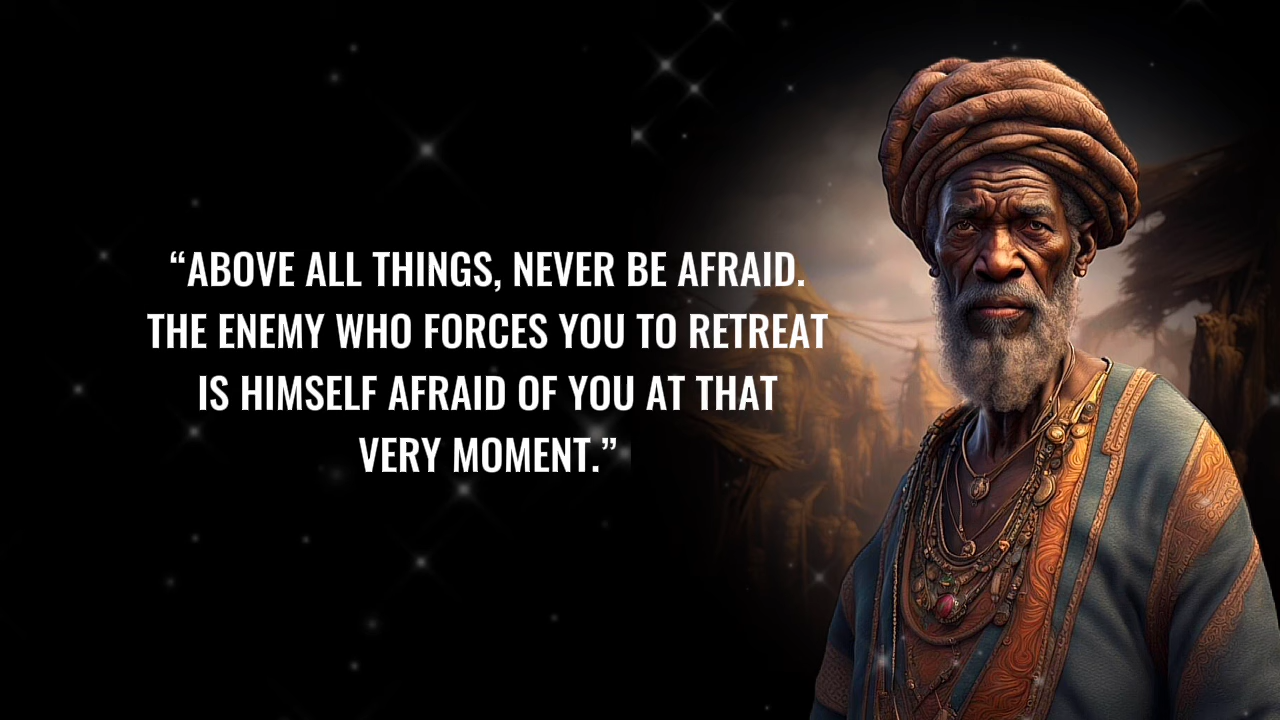 “ABOVE ALL THINGS, NEVER BE AFRAID.
THE ENEMY WHO FORCES YOU TO RETREAT
IS HIMSELF AFRAID OF YOU AT THAT
VERY MOMENT.”